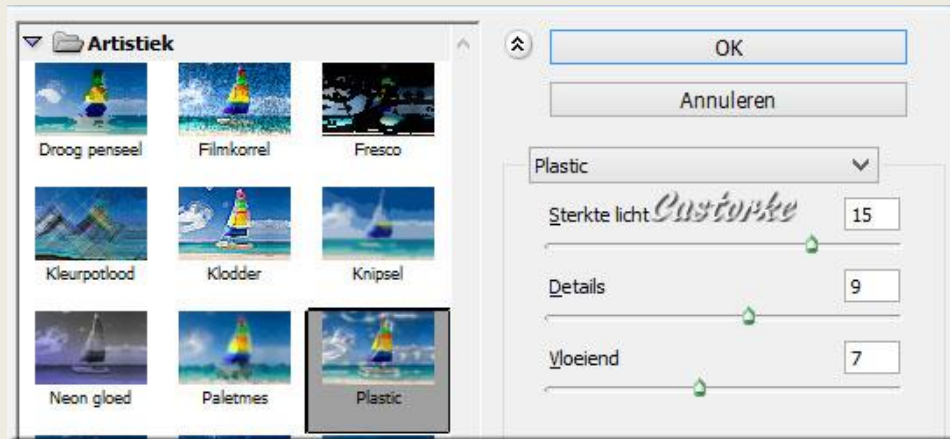 Artistiek
Droog penseel
Filmkorrel
Fresco
Kleurpotlood
Klodder
Knipsel
Neon gloed
Paletmes
Plastic
OK
Annuleren
Plastic
Sterkte licht Castorke 15
Details 9
Vloeiend 7